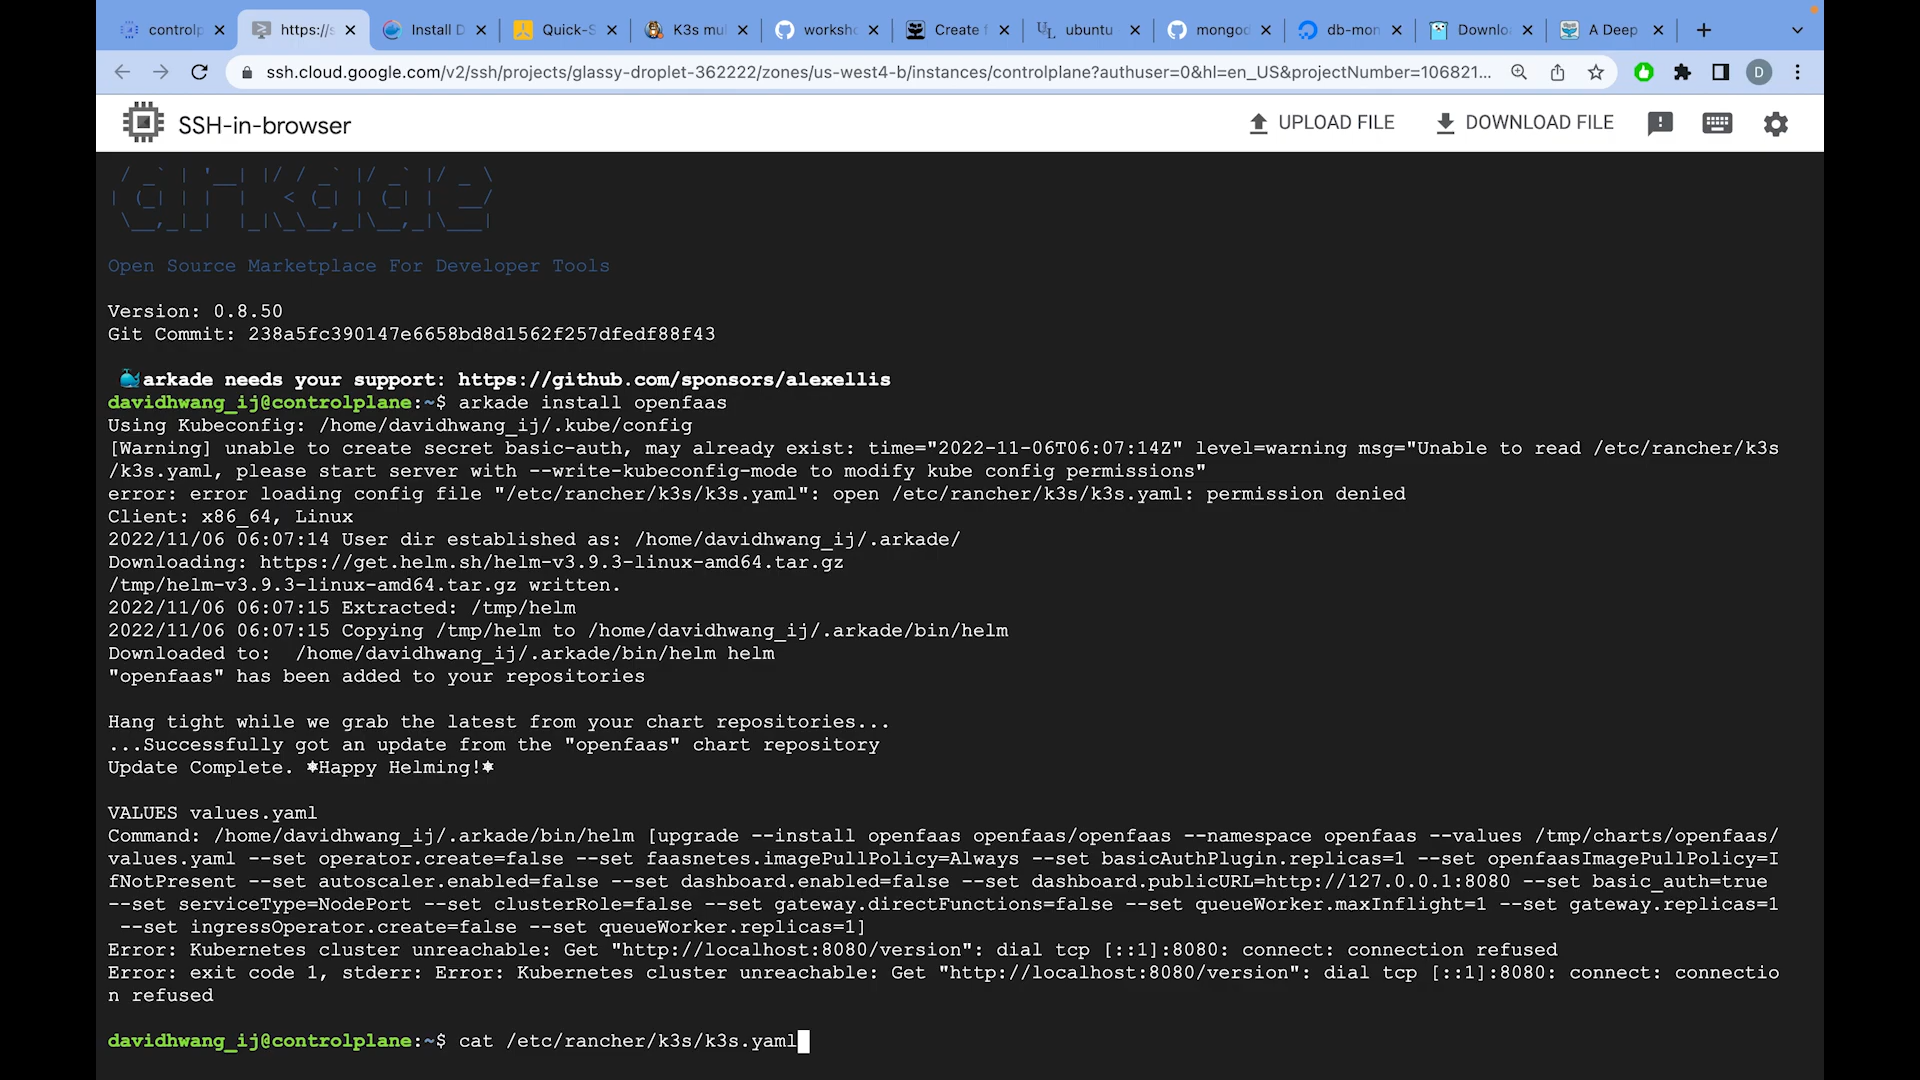 controlp
https://s
Install D
Quick-S
K3s mul
worksho
Create f
ubuntu
mongod
db-mon
Downloa
A Deep
ssh.cloud.google.com/v2/ssh/projects/glassy-droplet-362222/zones/us-west4-b/instances/controlplane?authuser=0&hl=en_US&projectNumber=106821...
D
SSH-in-browser
UPLOAD FILE
DOWNLOAD FILE
Open Source Marketplace For Developer Tools
Version: 0.8.50
Git Commit: 238a5fc390147e6658bd8d1562f257dfedf88f43
🐳arkade needs your support: https://github.com/sponsors/alexellis
davidhwang_ij@controlplane:~$ arkade install openfaas
Using Kubeconfig: /home/davidhwang_ij/.kube/config
[Warning] unable to create secret basic-auth, may already exist: time="2022-11-06T06:07:14Z" level=warning msg="Unable to read /etc/rancher/k3s
/k3s.yaml, please start server with --write-kubeconfig-mode to modify kube config permissions"
error: error loading config file "/etc/rancher/k3s/k3s.yaml": open /etc/rancher/k3s/k3s.yaml: permission denied
Client: x86_64, Linux
2022/11/06 06:07:14 User dir established as: /home/davidhwang_ij/.arkade/
Downloading: https://get.helm.sh/helm-v3.9.3-linux-amd64.tar.gz
/tmp/helm-v3.9.3-linux-amd64.tar.gz written.
2022/11/06 06:07:15 Extracted: /tmp/helm
2022/11/06 06:07:15 Copying /tmp/helm to /home/davidhwang_ij/.arkade/bin/helm
Downloaded to:  /home/davidhwang_ij/.arkade/bin/helm helm
"openfaas" has been added to your repositories
Hang tight while we grab the latest from your chart repositories...
...Successfully got an update from the "openfaas" chart repository
Update Complete. ⎈Happy Helming!⎈
VALUES values.yaml
Command: /home/davidhwang_ij/.arkade/bin/helm [upgrade --install openfaas openfaas/openfaas --namespace openfaas --values /tmp/charts/openfaas/
values.yaml --set operator.create=false --set faasnetes.imagePullPolicy=Always --set basicAuthPlugin.replicas=1 --set openfaasImagePullPolicy=I
fNotPresent --set autoscaler.enabled=false --set dashboard.enabled=false --set dashboard.publicURL=http://127.0.0.1:8080 --set basic_auth=true
--set serviceType=NodePort --set clusterRole=false --set gateway.directFunctions=false --set queueWorker.maxInflight=1 --set gateway.replicas=1
--set ingressOperator.create=false --set queueWorker.replicas=1]
Error: Kubernetes cluster unreachable: Get "http://localhost:8080/version": dial tcp [::1]:8080: connect: connection refused
Error: exit code 1, stderr: Error: Kubernetes cluster unreachable: Get "http://localhost:8080/version": dial tcp [::1]:8080: connect: connectio
n refused
davidhwang_ij@controlplane:~$ cat /etc/rancher/k3s/k3s.yaml